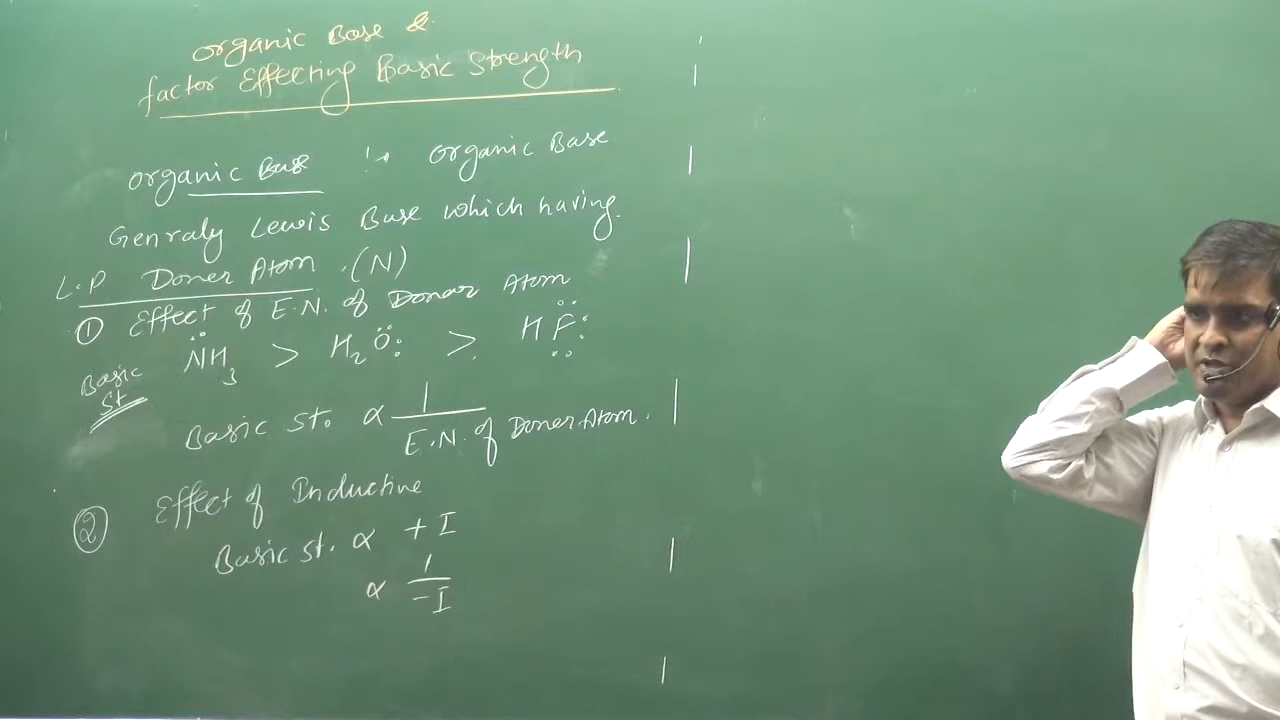 Organic Base &
factor Effecting Basic Strength
Organic Base :→ Organic Base
Genraly Lewis Base which having
L.P Doner Atom (N)
① Effect of E.N. of Donar Atom
Basic St N̈H₃ > H₂O > HF
Basic St. ∝ 1 / E.N. of Doner Atom.
② Effect of Inductive
Basic St. ∝ +I
∝ 1 / -I